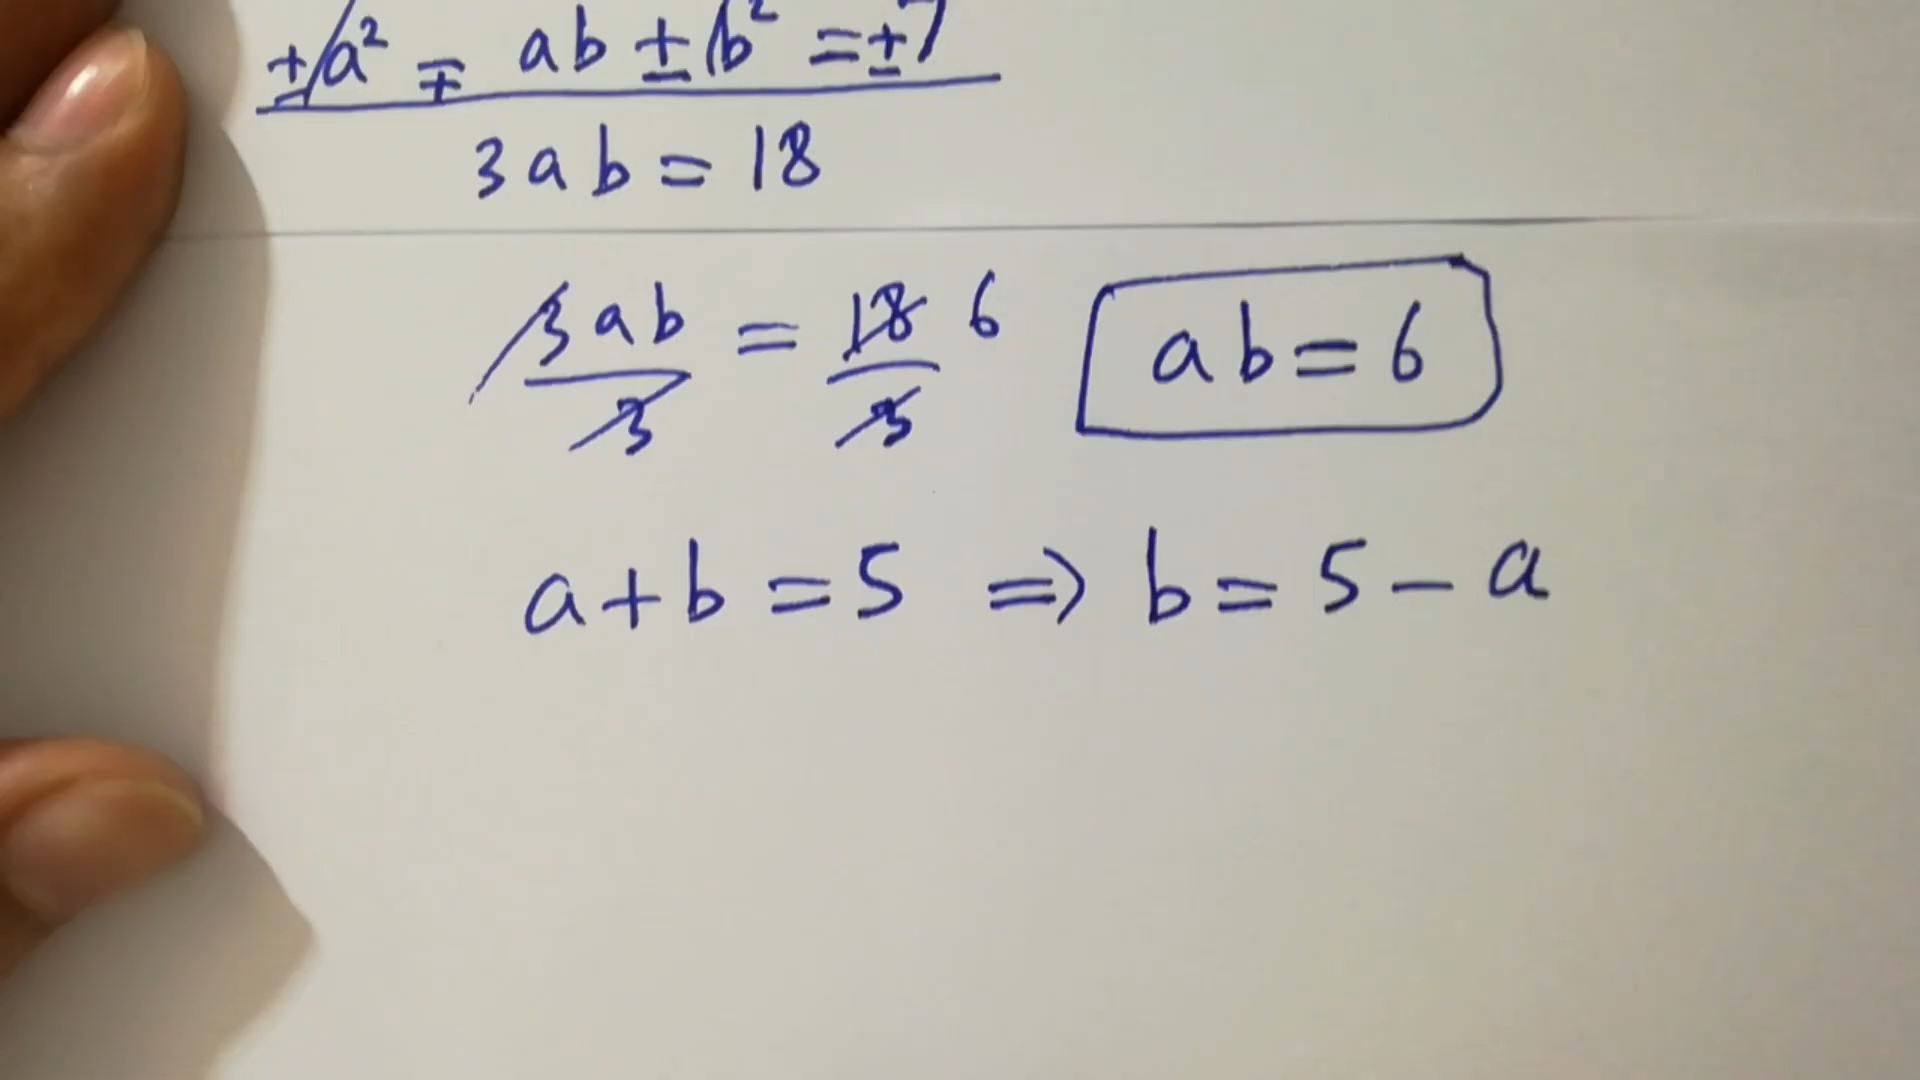 ±a² ∓ ab ± b² = ±7
3ab = 18
3ab/3 = 18/3 6 ab = 6
a + b = 5 ⇒ b = 5 - a